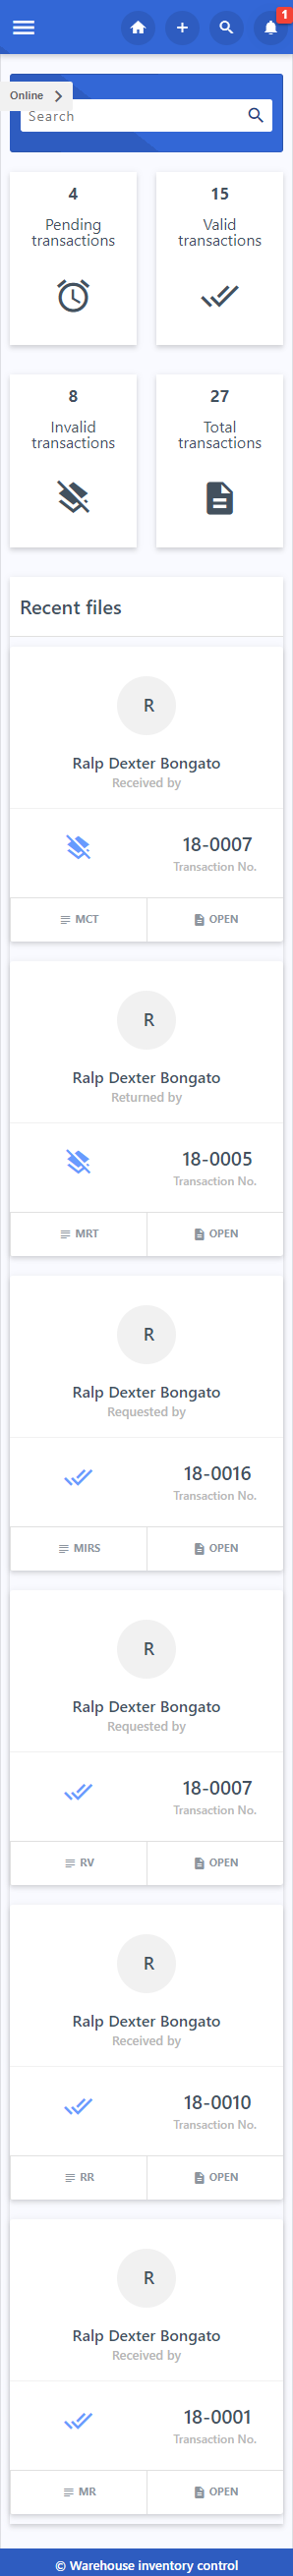 1
Online
Search
4
Pending
transactions
15
Valid
transactions
8
Invalid
transactions
27
Total
transactions
Recent files
R
Ralp Dexter Bongato
Received by
18-0007
Transaction No.
MCT
OPEN
R
Ralp Dexter Bongato
Returned by
18-0005
Transaction No.
MRT
OPEN
R
Ralp Dexter Bongato
Requested by
18-0016
Transaction No.
MIRS
OPEN
R
Ralp Dexter Bongato
Requested by
18-0007
Transaction No.
RV
OPEN
R
Ralp Dexter Bongato
Received by
18-0010
Transaction No.
RR
OPEN
R
Ralp Dexter Bongato
Received by
18-0001
Transaction No.
MR
OPEN
© Warehouse inventory control